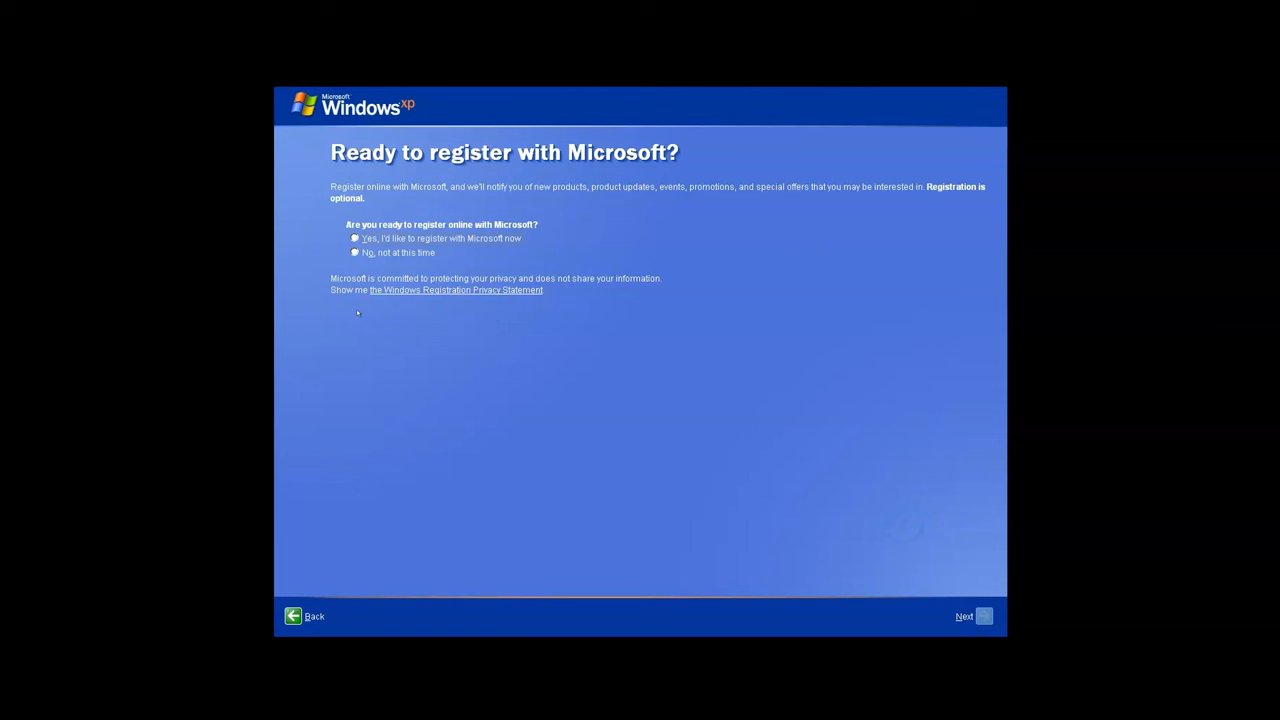 Microsoft
Windows xp
Ready to register with Microsoft?
Register online with Microsoft, and we'll notify you of new products, product updates, events, promotions, and special offers that you may be interested in. Registration is
optional.
Are you ready to register online with Microsoft?
Yes, I'd like to register with Microsoft now
No, not at this time
Microsoft is committed to protecting your privacy and does not share your information.
Show me the Windows Registration Privacy Statement
Back
Next